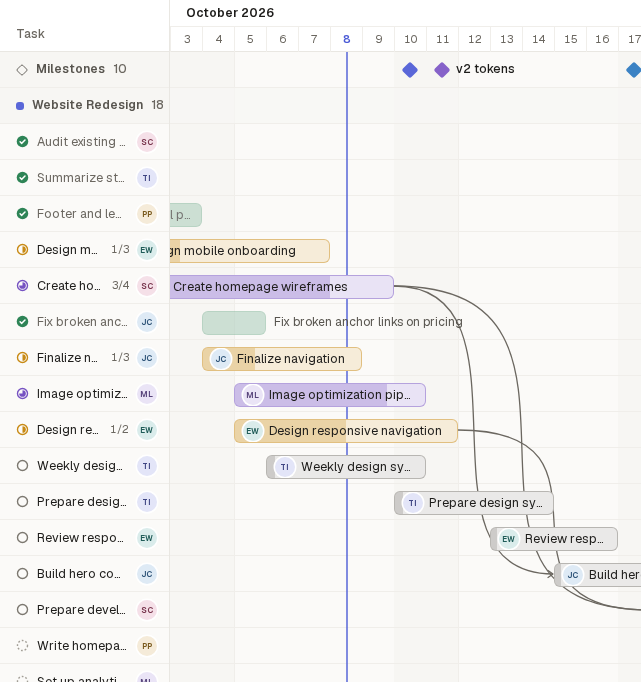 October 2026
Task
3 4 5 6 7 8 9 10 11 12 13 14 15 16 17
Milestones 10
v2 tokens
Website Redesign 18
Audit existing ... SC
Summarize st... TI
Footer and le... PP
l p...
Design m... 1/3 EW
gn mobile onboarding
Create ho... 3/4 SC
Create homepage wireframes
Fix broken anc... JC
Fix broken anchor links on pricing
Finalize n... 1/3 JC
JC Finalize navigation
Image optimiz... ML
ML Image optimization pip...
Design re... 1/2 EW
EW Design responsive navigation
Weekly desig... TI
TI Weekly design sy...
Prepare desig... TI
TI Prepare design sy...
Review respo... EW
EW Review resp...
Build hero co... JC
JC Build her
Prepare devel... SC
Write homepa... PP
Set up analyti... ML